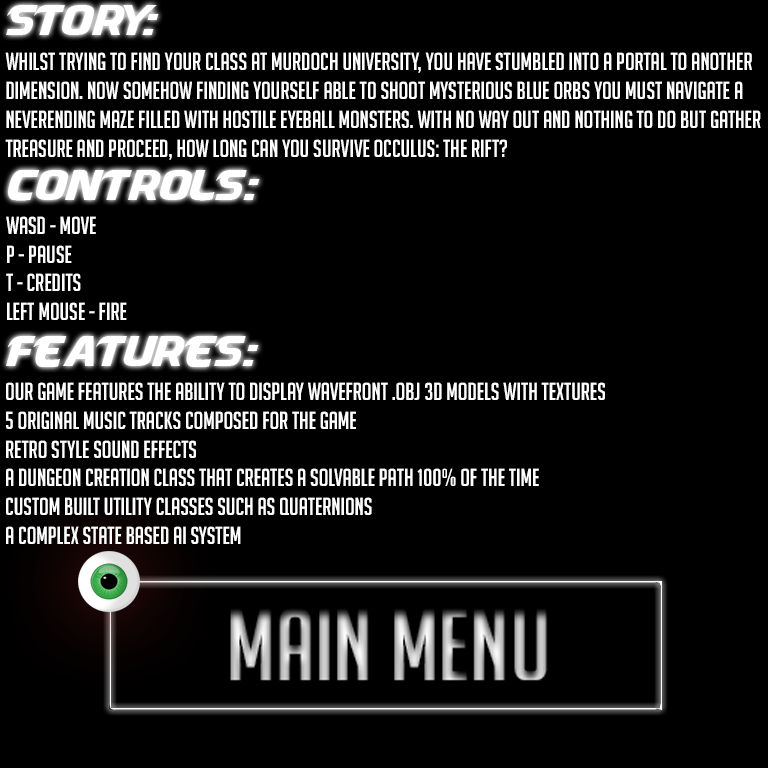 STORY:
WHILST TRYING TO FIND YOUR CLASS AT MURDOCH UNIVERSITY, YOU HAVE STUMBLED INTO A PORTAL TO ANOTHER
DIMENSION. NOW SOMEHOW FINDING YOURSELF ABLE TO SHOOT MYSTERIOUS BLUE ORBS YOU MUST NAVIGATE A
NEVERENDING MAZE FILLED WITH HOSTILE EYEBALL MONSTERS. WITH NO WAY OUT AND NOTHING TO DO BUT GATHER
TREASURE AND PROCEED, HOW LONG CAN YOU SURVIVE OCCULUS: THE RIFT?
CONTROLS:
WASD - MOVE
P - PAUSE
T - CREDITS
LEFT MOUSE - FIRE
FEATURES:
OUR GAME FEATURES THE ABILITY TO DISPLAY WAVEFRONT .OBJ 3D MODELS WITH TEXTURES
5 ORIGINAL MUSIC TRACKS COMPOSED FOR THE GAME
RETRO STYLE SOUND EFFECTS
A DUNGEON CREATION CLASS THAT CREATES A SOLVABLE PATH 100% OF THE TIME
CUSTOM BUILT UTILITY CLASSES SUCH AS QUATERNIONS
A COMPLEX STATE BASED AI SYSTEM
MAIN MENU